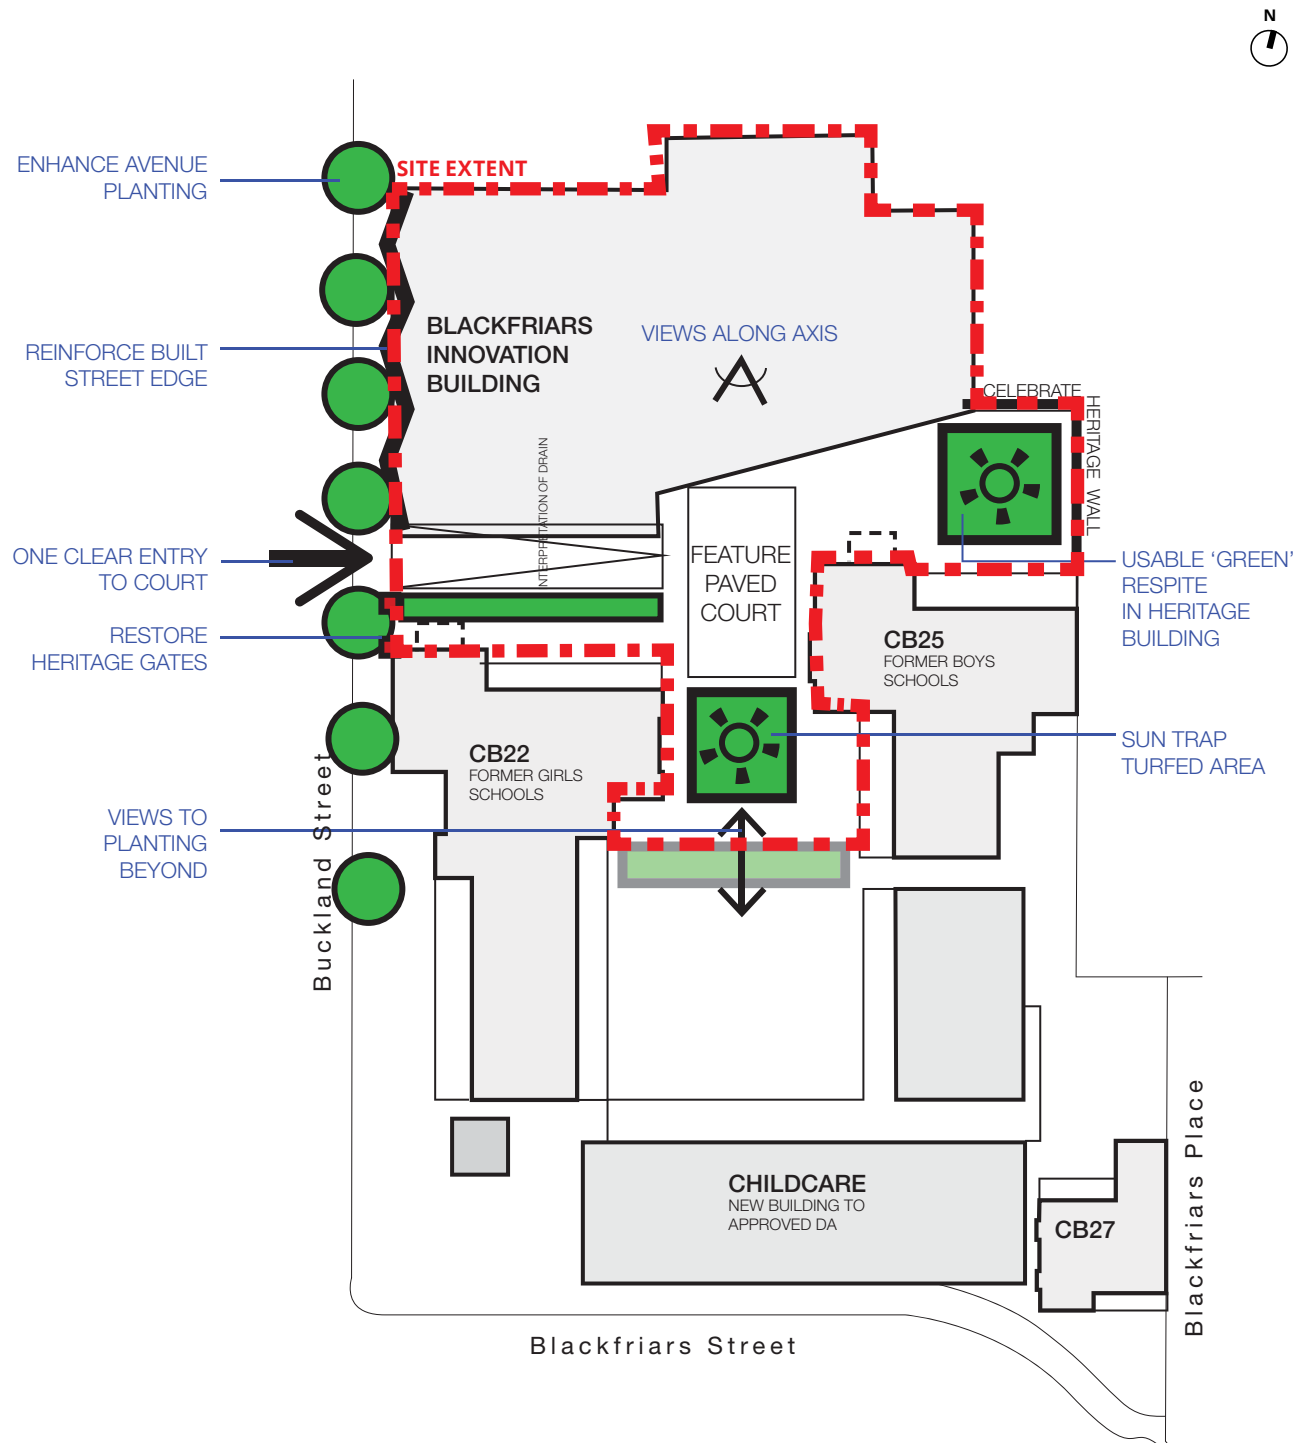 N
ENHANCE AVENUE
PLANTING
SITE EXTENT
REINFORCE BUILT
STREET EDGE
BLACKFRIARS
INNOVATION
BUILDING
VIEWS ALONG AXIS
CELEBRATE
HERITAGE WALL
INTERPRETATION OF DRAIN
ONE CLEAR ENTRY
TO COURT
FEATURE
PAVED
COURT
USABLE ‘GREEN’
RESPITE
IN HERITAGE
BUILDING
RESTORE
HERITAGE GATES
CB25
FORMER BOYS
SCHOOLS
CB22
FORMER GIRLS
SCHOOLS
SUN TRAP
TURFED AREA
VIEWS TO
PLANTING
BEYOND
Buckland Street
CHILDCARE
NEW BUILDING TO
APPROVED DA
CB27
Blackfriars Place
Blackfriars Street